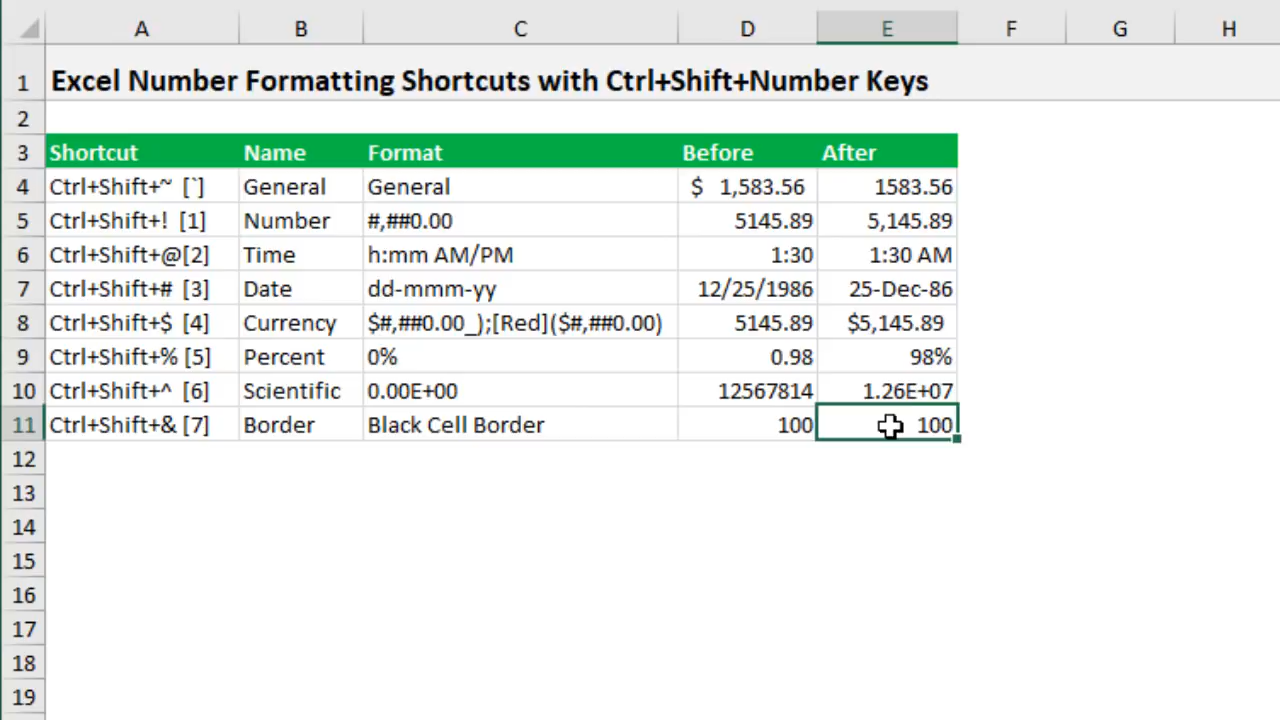 A B C D E F G H
1 Excel Number Formatting Shortcuts with Ctrl+Shift+Number Keys
2
3 Shortcut Name Format Before After
4 Ctrl+Shift+~ [`] General General $ 1,583.56 1583.56
5 Ctrl+Shift+! [1] Number #,##0.00 5145.89 5,145.89
6 Ctrl+Shift+@[2] Time h:mm AM/PM 1:30 1:30 AM
7 Ctrl+Shift+# [3] Date dd-mmm-yy 12/25/1986 25-Dec-86
8 Ctrl+Shift+$ [4] Currency $#,##0.00_);[Red]($#,##0.00) 5145.89 $5,145.89
9 Ctrl+Shift+% [5] Percent 0% 0.98 98%
10 Ctrl+Shift+^ [6] Scientific 0.00E+00 12567814 1.26E+07
11 Ctrl+Shift+& [7] Border Black Cell Border 100 100
12
13
14
15
16
17
18
19